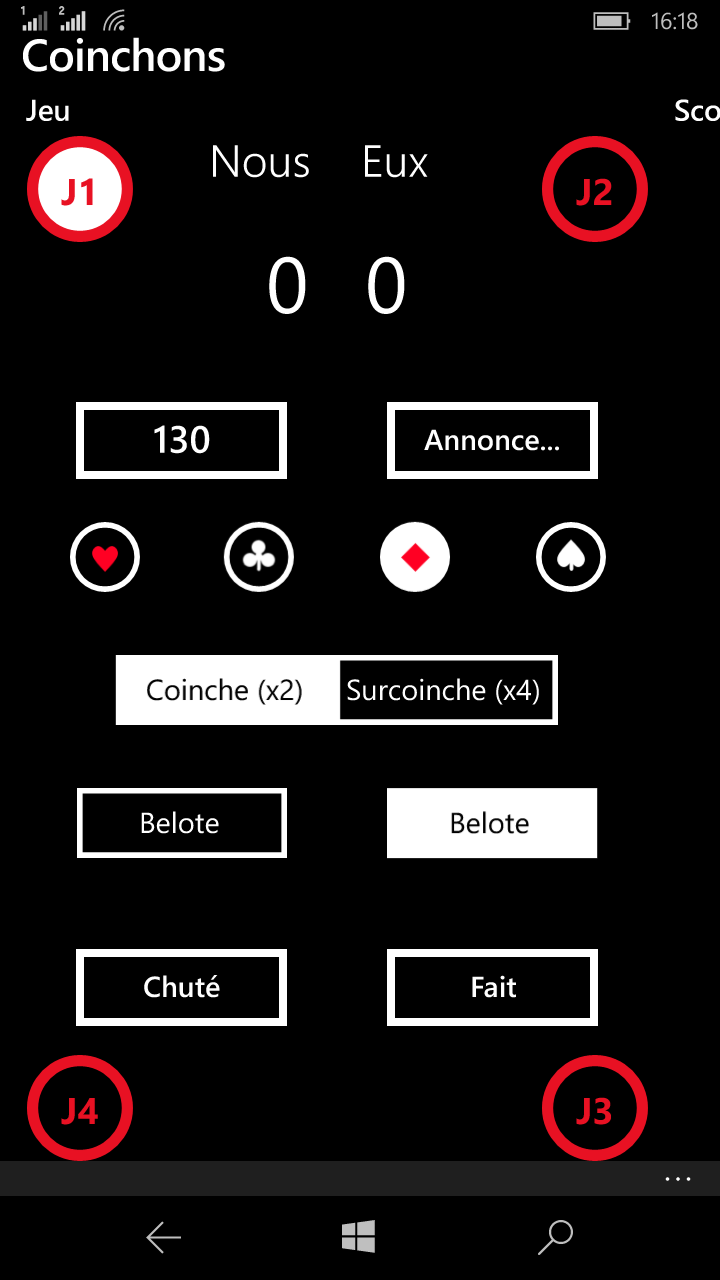 1 2 16:18
Coinchons
Jeu Sco
J1 Nous Eux J2
0 0
130 Annonce...
Coinche (x2) Surcoinche (x4)
Belote Belote
Chuté Fait
J4 J3
...